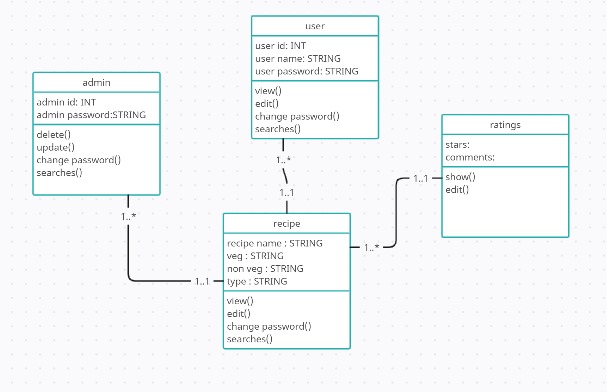 user
user id: INT
user name: STRING
user password: STRING
view()
edit()
change password()
searches()
admin
admin id: INT
admin password:STRING
delete()
update()
change password()
searches()
ratings
stars:
comments:
show()
edit()
1..*
1..1
1..1
1..*
recipe
recipe name : STRING
veg : STRING
non veg : STRING
type : STRING
view()
edit()
change password()
searches()
1..*
1..1